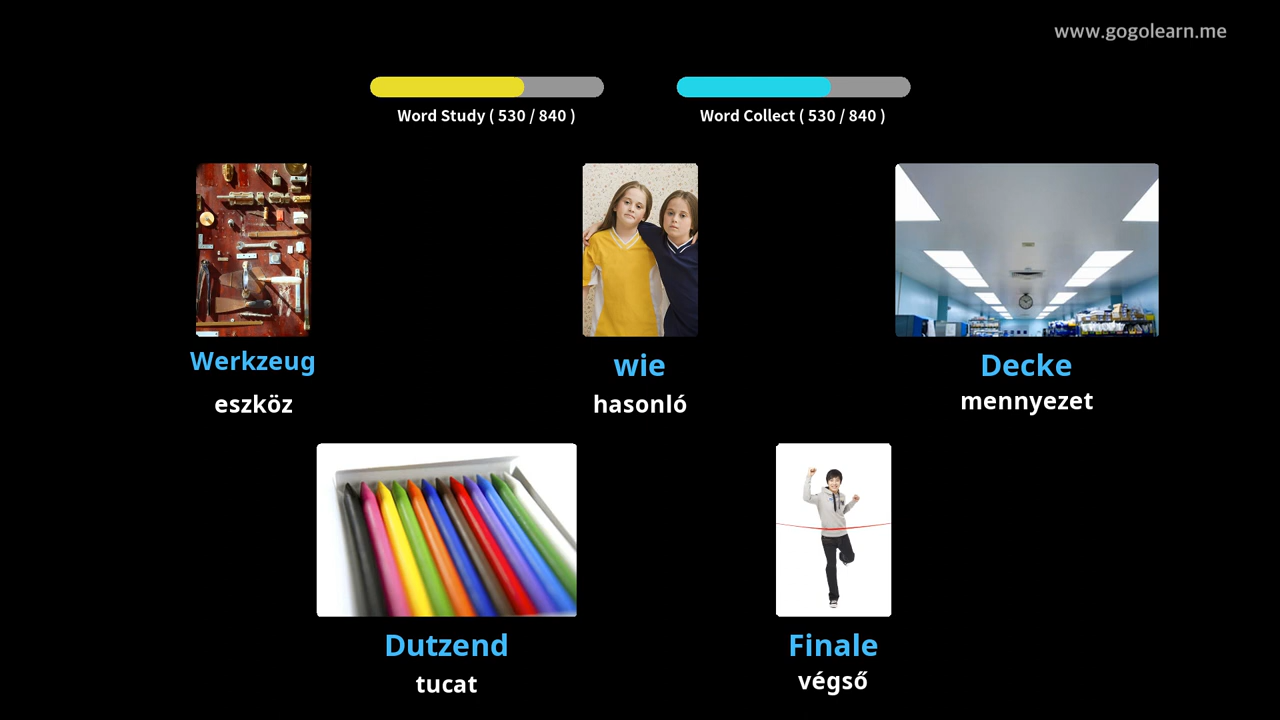 www.gogolearn.me
Word Study ( 530 / 840 )
Word Collect ( 530 / 840 )
Werkzeug
eszköz
wie
hasonló
Decke
mennyezet
Dutzend
tucat
Finale
végső